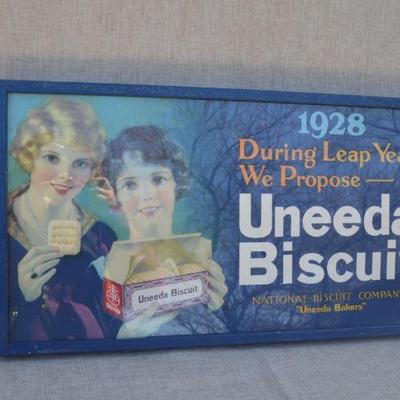 1928
During Leap Yea
We Propose —
Uneeda
Biscuit
NATIONAL BISCUIT COMPAN
"Uneeda Bakers"
Uneeda Biscuit